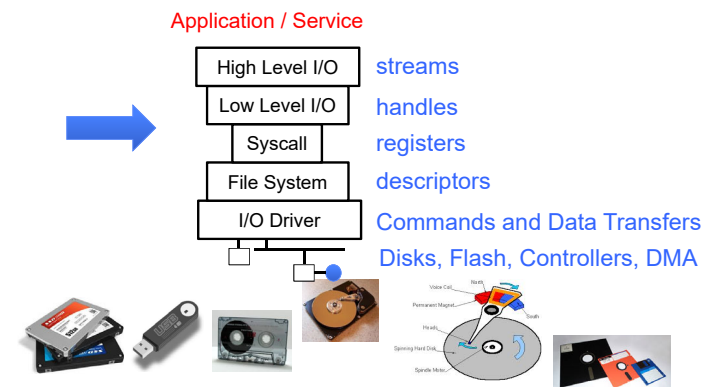 Application / Service
High Level I/O streams
Low Level I/O handles
Syscall registers
File System descriptors
I/O Driver Commands and Data Transfers
Disks, Flash, Controllers, DMA
North
Voice Coil
Permanent Magnet
South
Heads
Spinning Hard Disk
Spindle Motor